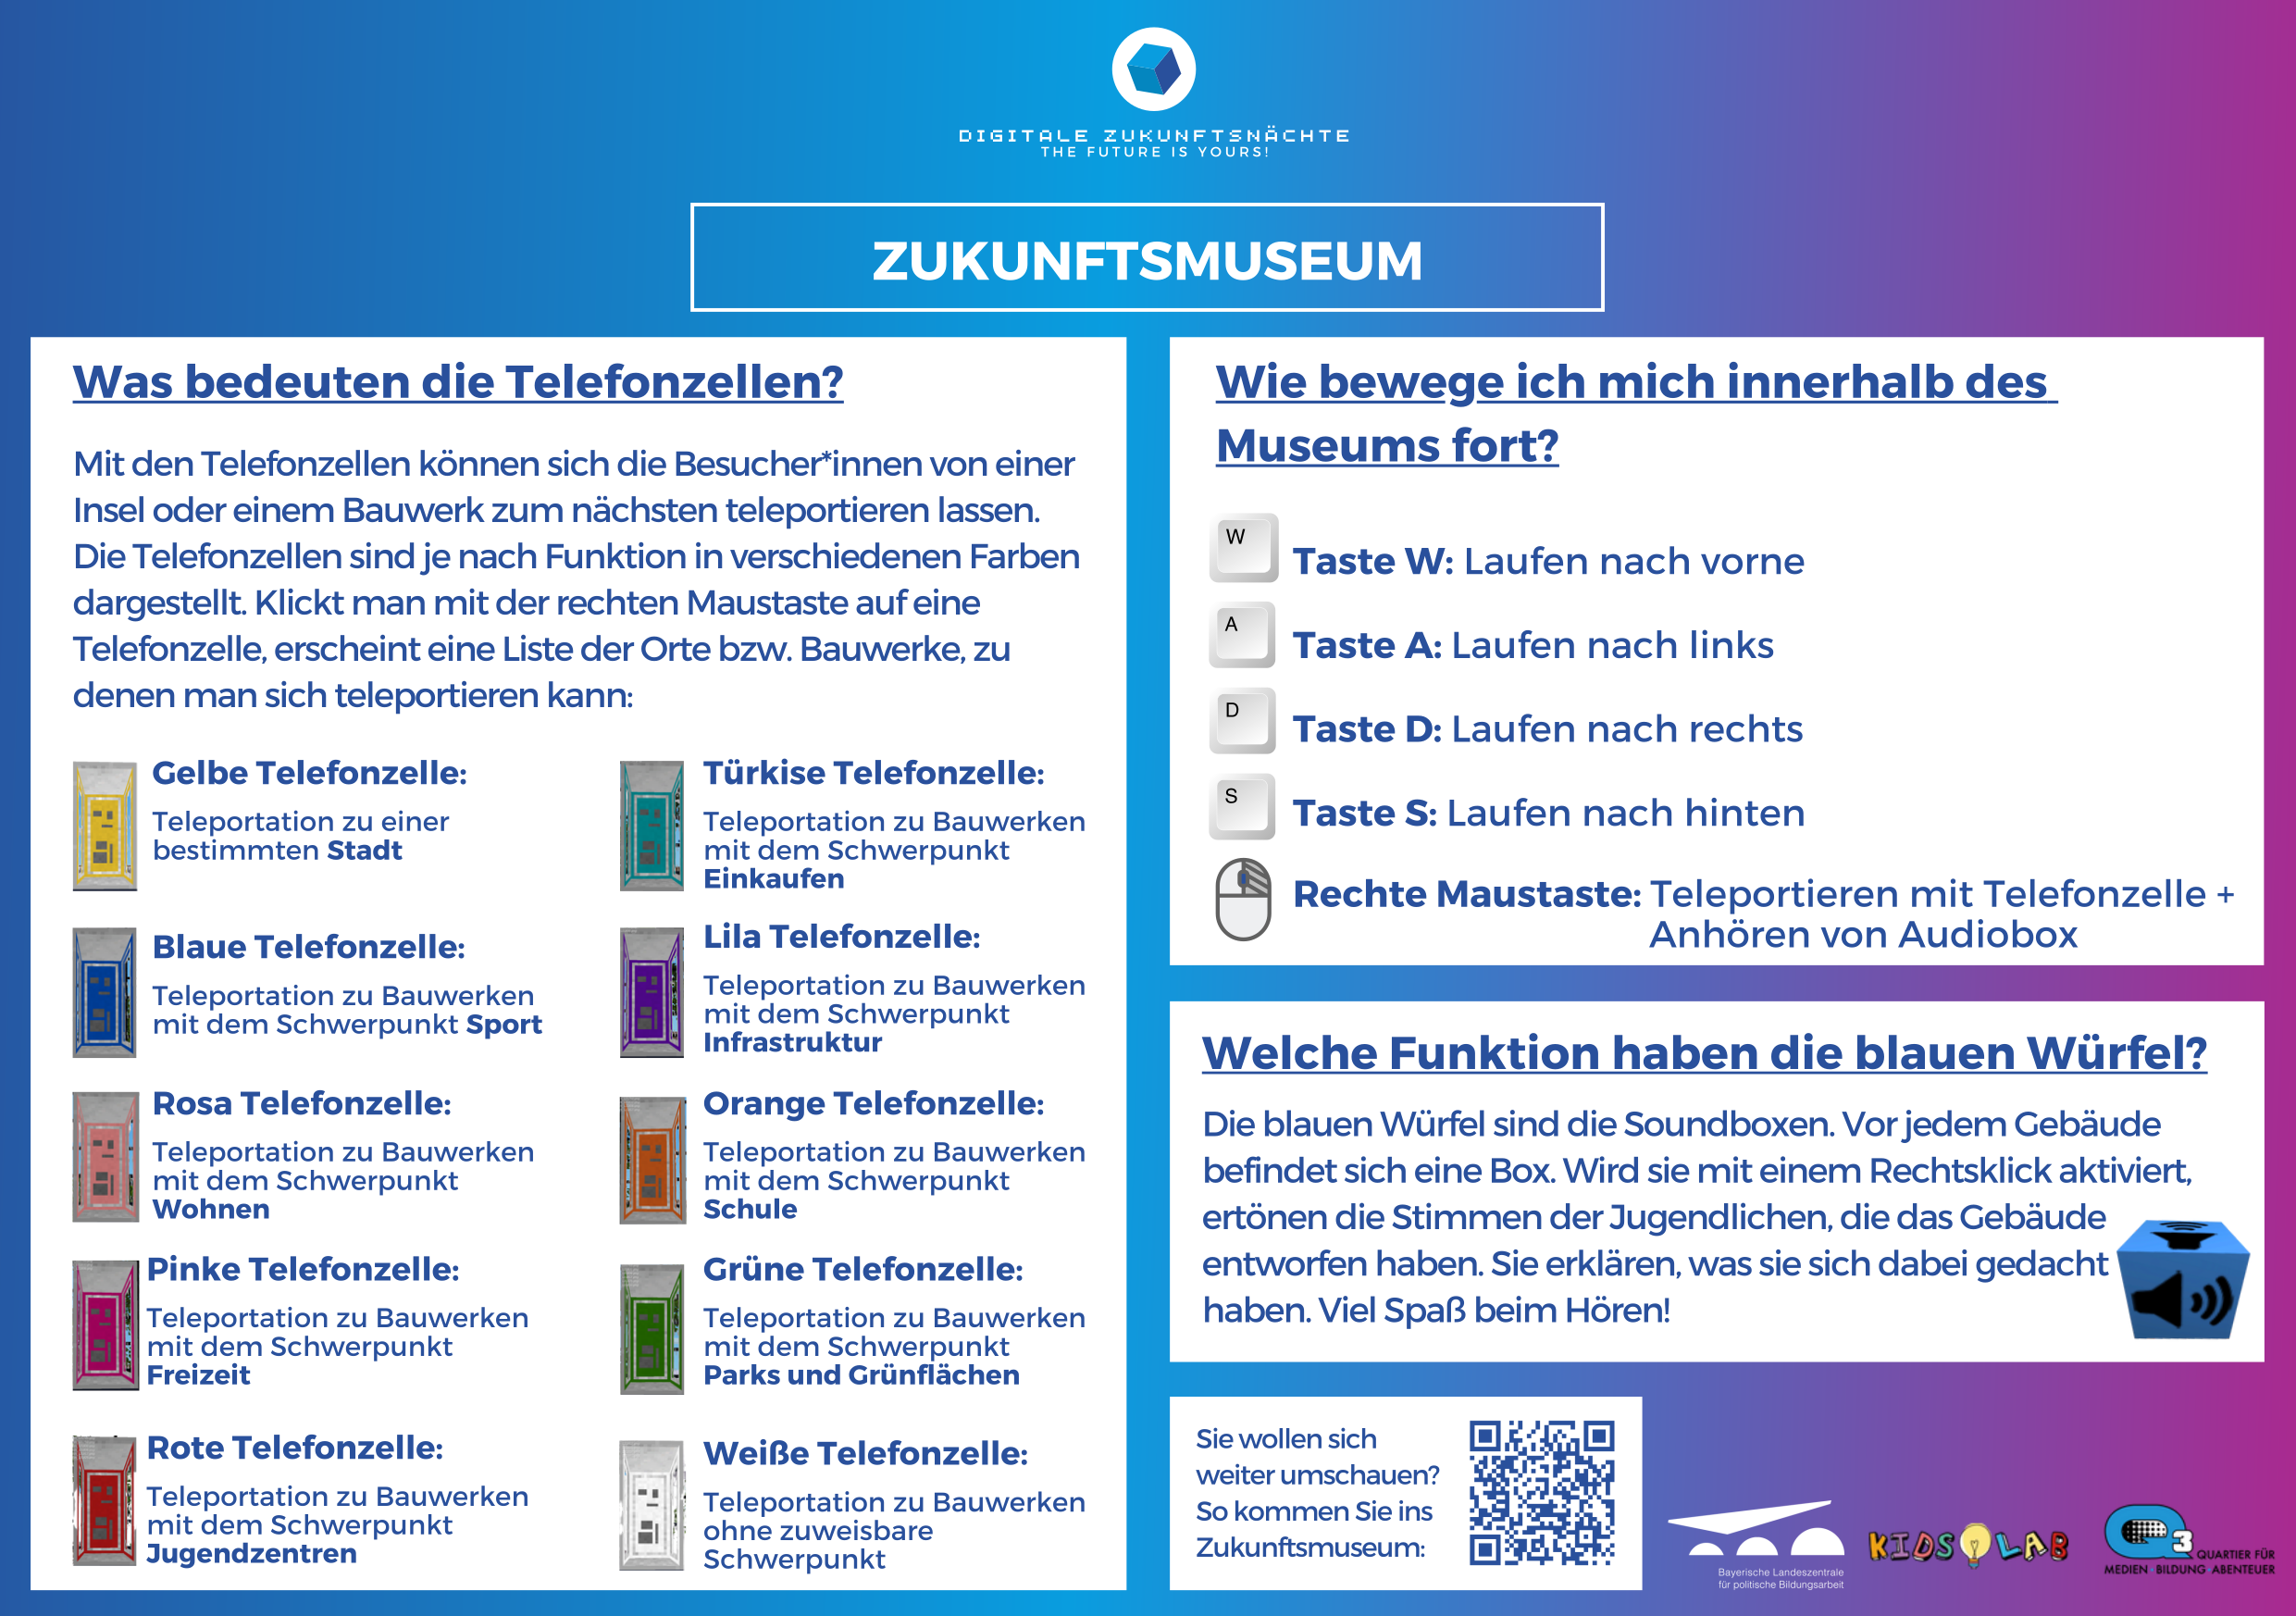 DIGITALE ZUKUNFTSNÄCHTE
THE FUTURE IS YOURS!
ZUKUNFTSMUSEUM
Was bedeuten die Telefonzellen?
Mit den Telefonzellen können sich die Besucher*innen von einer
Insel oder einem Bauwerk zum nächsten teleportieren lassen.
Die Telefonzellen sind je nach Funktion in verschiedenen Farben
dargestellt. Klickt man mit der rechten Maustaste auf eine
Telefonzelle, erscheint eine Liste der Orte bzw. Bauwerke, zu
denen man sich teleportieren kann:
Gelbe Telefonzelle:
Teleportation zu einer
bestimmten Stadt
Blaue Telefonzelle:
Teleportation zu Bauwerken
mit dem Schwerpunkt Sport
Rosa Telefonzelle:
Teleportation zu Bauwerken
mit dem Schwerpunkt
Wohnen
Pinke Telefonzelle:
Teleportation zu Bauwerken
mit dem Schwerpunkt
Freizeit
Rote Telefonzelle:
Teleportation zu Bauwerken
mit dem Schwerpunkt
Jugendzentren
Türkise Telefonzelle:
Teleportation zu Bauwerken
mit dem Schwerpunkt
Einkaufen
Lila Telefonzelle:
Teleportation zu Bauwerken
mit dem Schwerpunkt
Infrastruktur
Orange Telefonzelle:
Teleportation zu Bauwerken
mit dem Schwerpunkt
Schule
Grüne Telefonzelle:
Teleportation zu Bauwerken
mit dem Schwerpunkt
Parks und Grünflächen
Weiße Telefonzelle:
Teleportation zu Bauwerken
ohne zuweisbare
Schwerpunkt
Wie bewege ich mich innerhalb des
Museums fort?
W
Taste W: Laufen nach vorne
A
Taste A: Laufen nach links
D
Taste D: Laufen nach rechts
S
Taste S: Laufen nach hinten
Rechte Maustaste: Teleportieren mit Telefonzelle +
Anhören von Audiobox
Welche Funktion haben die blauen Würfel?
Die blauen Würfel sind die Soundboxen. Vor jedem Gebäude
befindet sich eine Box. Wird sie mit einem Rechtsklick aktiviert,
ertönen die Stimmen der Jugendlichen, die das Gebäude
entworfen haben. Sie erklären, was sie sich dabei gedacht
haben. Viel Spaß beim Hören!
Sie wollen sich
weiter umschauen?
So kommen Sie ins
Zukunftsmuseum:
Bayerische Landeszentrale
für politische Bildungsarbeit
KIDS LAB
Q3 QUARTIER FÜR
MEDIEN · BILDUNG · ABENTEUER